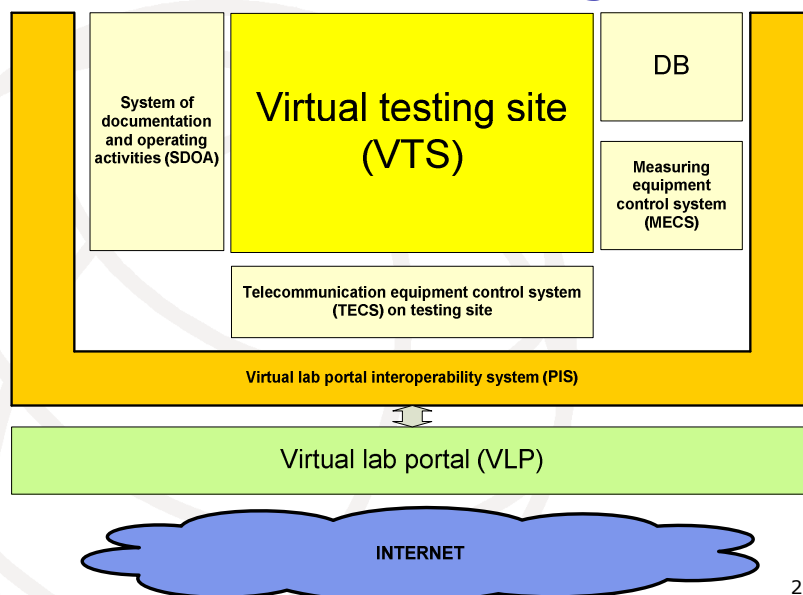 System of
documentation
and operating
activities (SDOA)
Virtual testing site
(VTS)
DB
Measuring
equipment
control system
(MECS)
Telecommunication equipment control system
(TECS) on testing site
Virtual lab portal interoperability system (PIS)
Virtual lab portal (VLP)
INTERNET
2